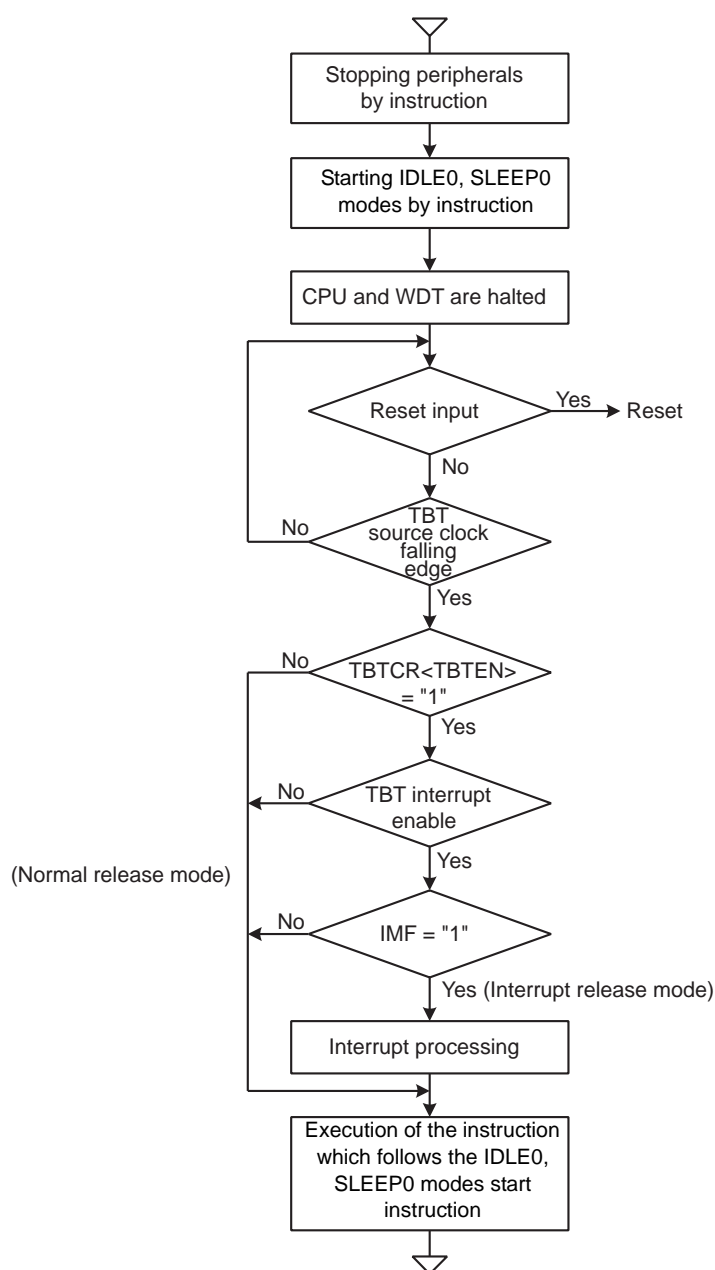 Stopping peripherals
by instruction
Starting IDLE0, SLEEP0
modes by instruction
CPU and WDT are halted
Reset input
Yes
Reset
No
No
TBT
source clock
falling
edge
Yes
No
TBTCR<TBTEN>
= "1"
Yes
No
TBT interrupt
enable
Yes
(Normal release mode)
No
IMF = "1"
Yes (Interrupt release mode)
Interrupt processing
Execution of the instruction
which follows the IDLE0,
SLEEP0 modes start
instruction